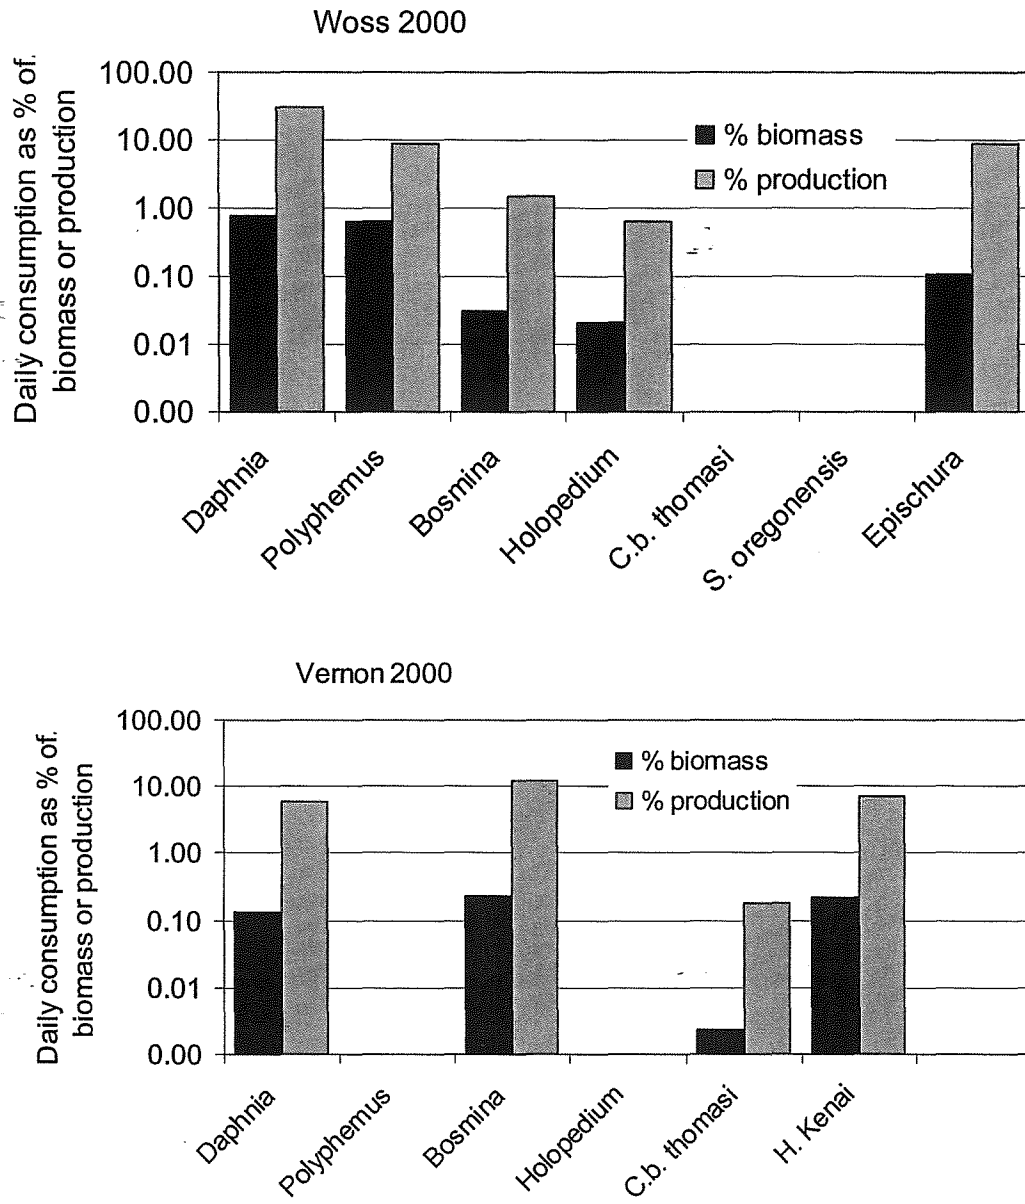 Woss 2000
Daily consumption as % of.
biomass or production
100.00
10.00
1.00
0.10
0.01
0.00
% biomass
% production
Daphnia
Polyphemus
Bosmina
Holopedium
C.b. thomasi
S. oregonensis
Epischura
Vernon 2000
Daily consumption as % of.
biomass or production
100.00
10.00
1.00
0.10
0.01
0.00
% biomass
% production
Daphnia
Polyphemus
Bosmina
Holopedium
C.b. thomasi
H. Kenai